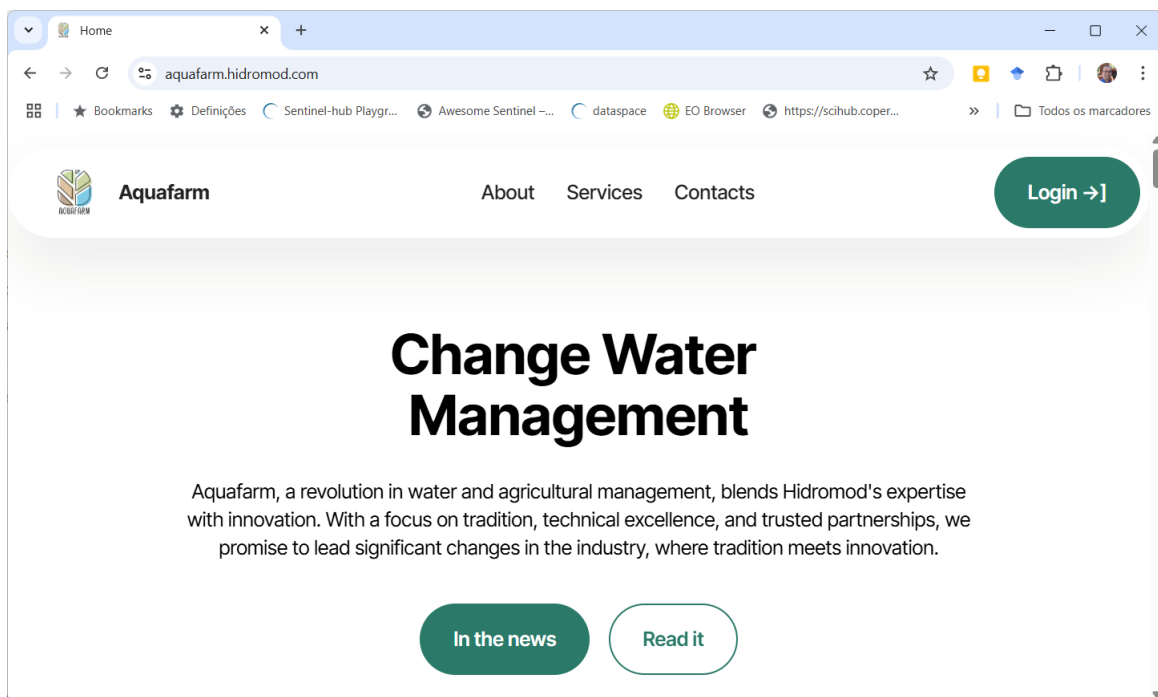 Home
aquafarm.hidromod.com
Bookmarks Definições Sentinel-hub Playgr... Awesome Sentinel –... dataspace EO Browser https://scihub.coper... » Todos os marcadores
AQUAFARM
Aquafarm About Services Contacts Login
Change Water
Management
Aquafarm, a revolution in water and agricultural management, blends Hidromod's expertise
with innovation. With a focus on tradition, technical excellence, and trusted partnerships, we
promise to lead significant changes in the industry, where tradition meets innovation.
In the news Read it